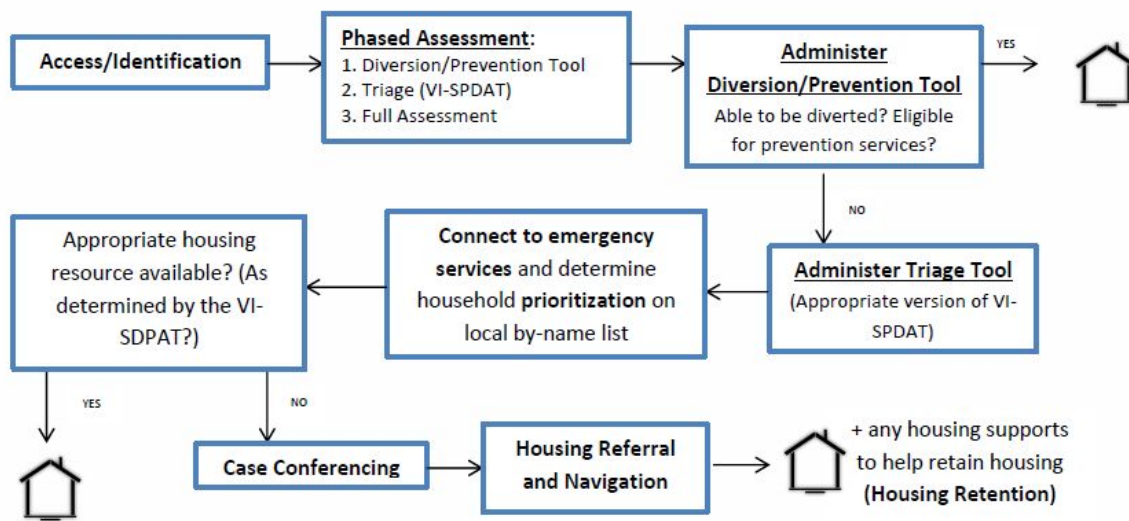 Access/Identification
Phased Assessment:
1. Diversion/Prevention Tool
2. Triage (VI-SPDAT)
3. Full Assessment
Administer
Diversion/Prevention Tool
Able to be diverted? Eligible
for prevention services?
YES
NO
Administer Triage Tool
(Appropriate version of VI-
SPDAT)
Connect to emergency
services and determine
household prioritization on
local by-name list
Appropriate housing
resource available? (As
determined by the VI-
SDPAT?)
YES
NO
Case Conferencing
Housing Referral
and Navigation
+ any housing supports
to help retain housing
(Housing Retention)